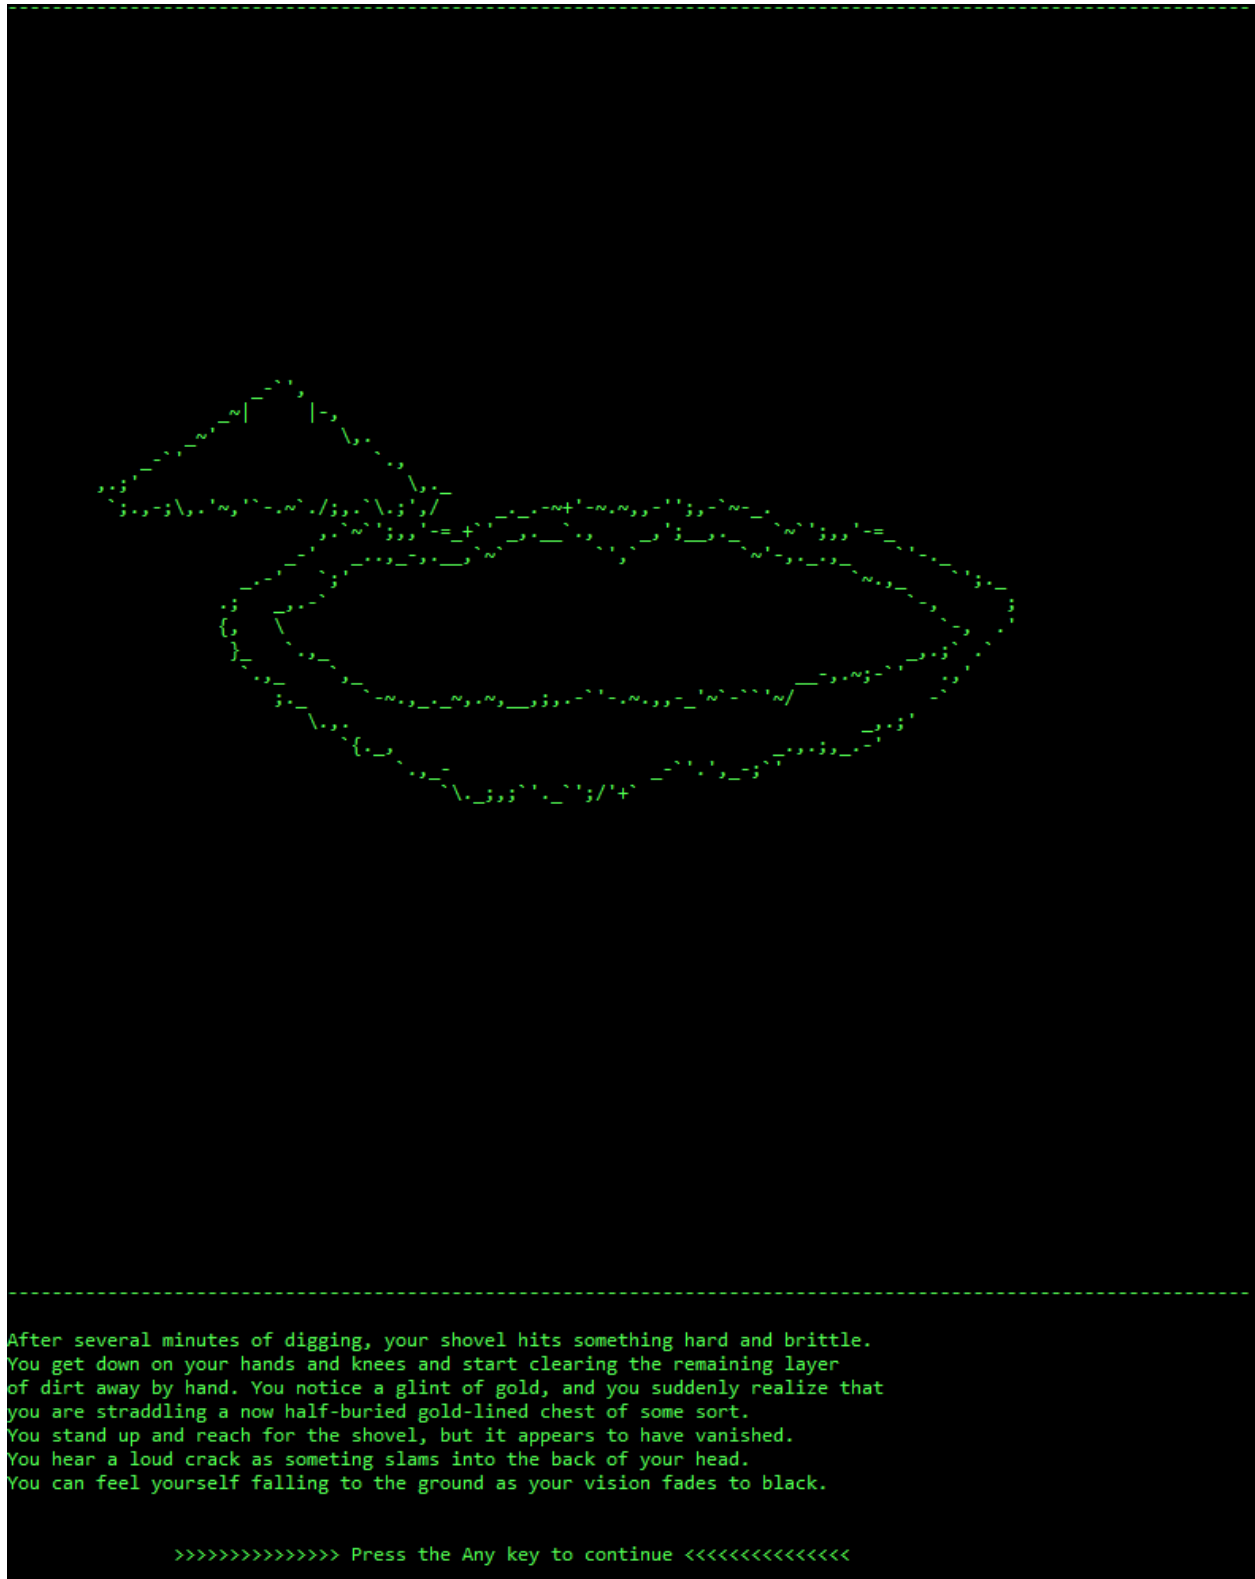 After several minutes of digging, your shovel hits something hard and brittle.
You get down on your hands and knees and start clearing the remaining layer
of dirt away by hand. You notice a glint of gold, and you suddenly realize that
you are straddling a now half-buried gold-lined chest of some sort.
You stand up and reach for the shovel, but it appears to have vanished.
You hear a loud crack as someting slams into the back of your head.
You can feel yourself falling to the ground as your vision fades to black.
>>>>>>>>>>>>>>> Press the Any key to continue <<<<<<<<<<<<<<<